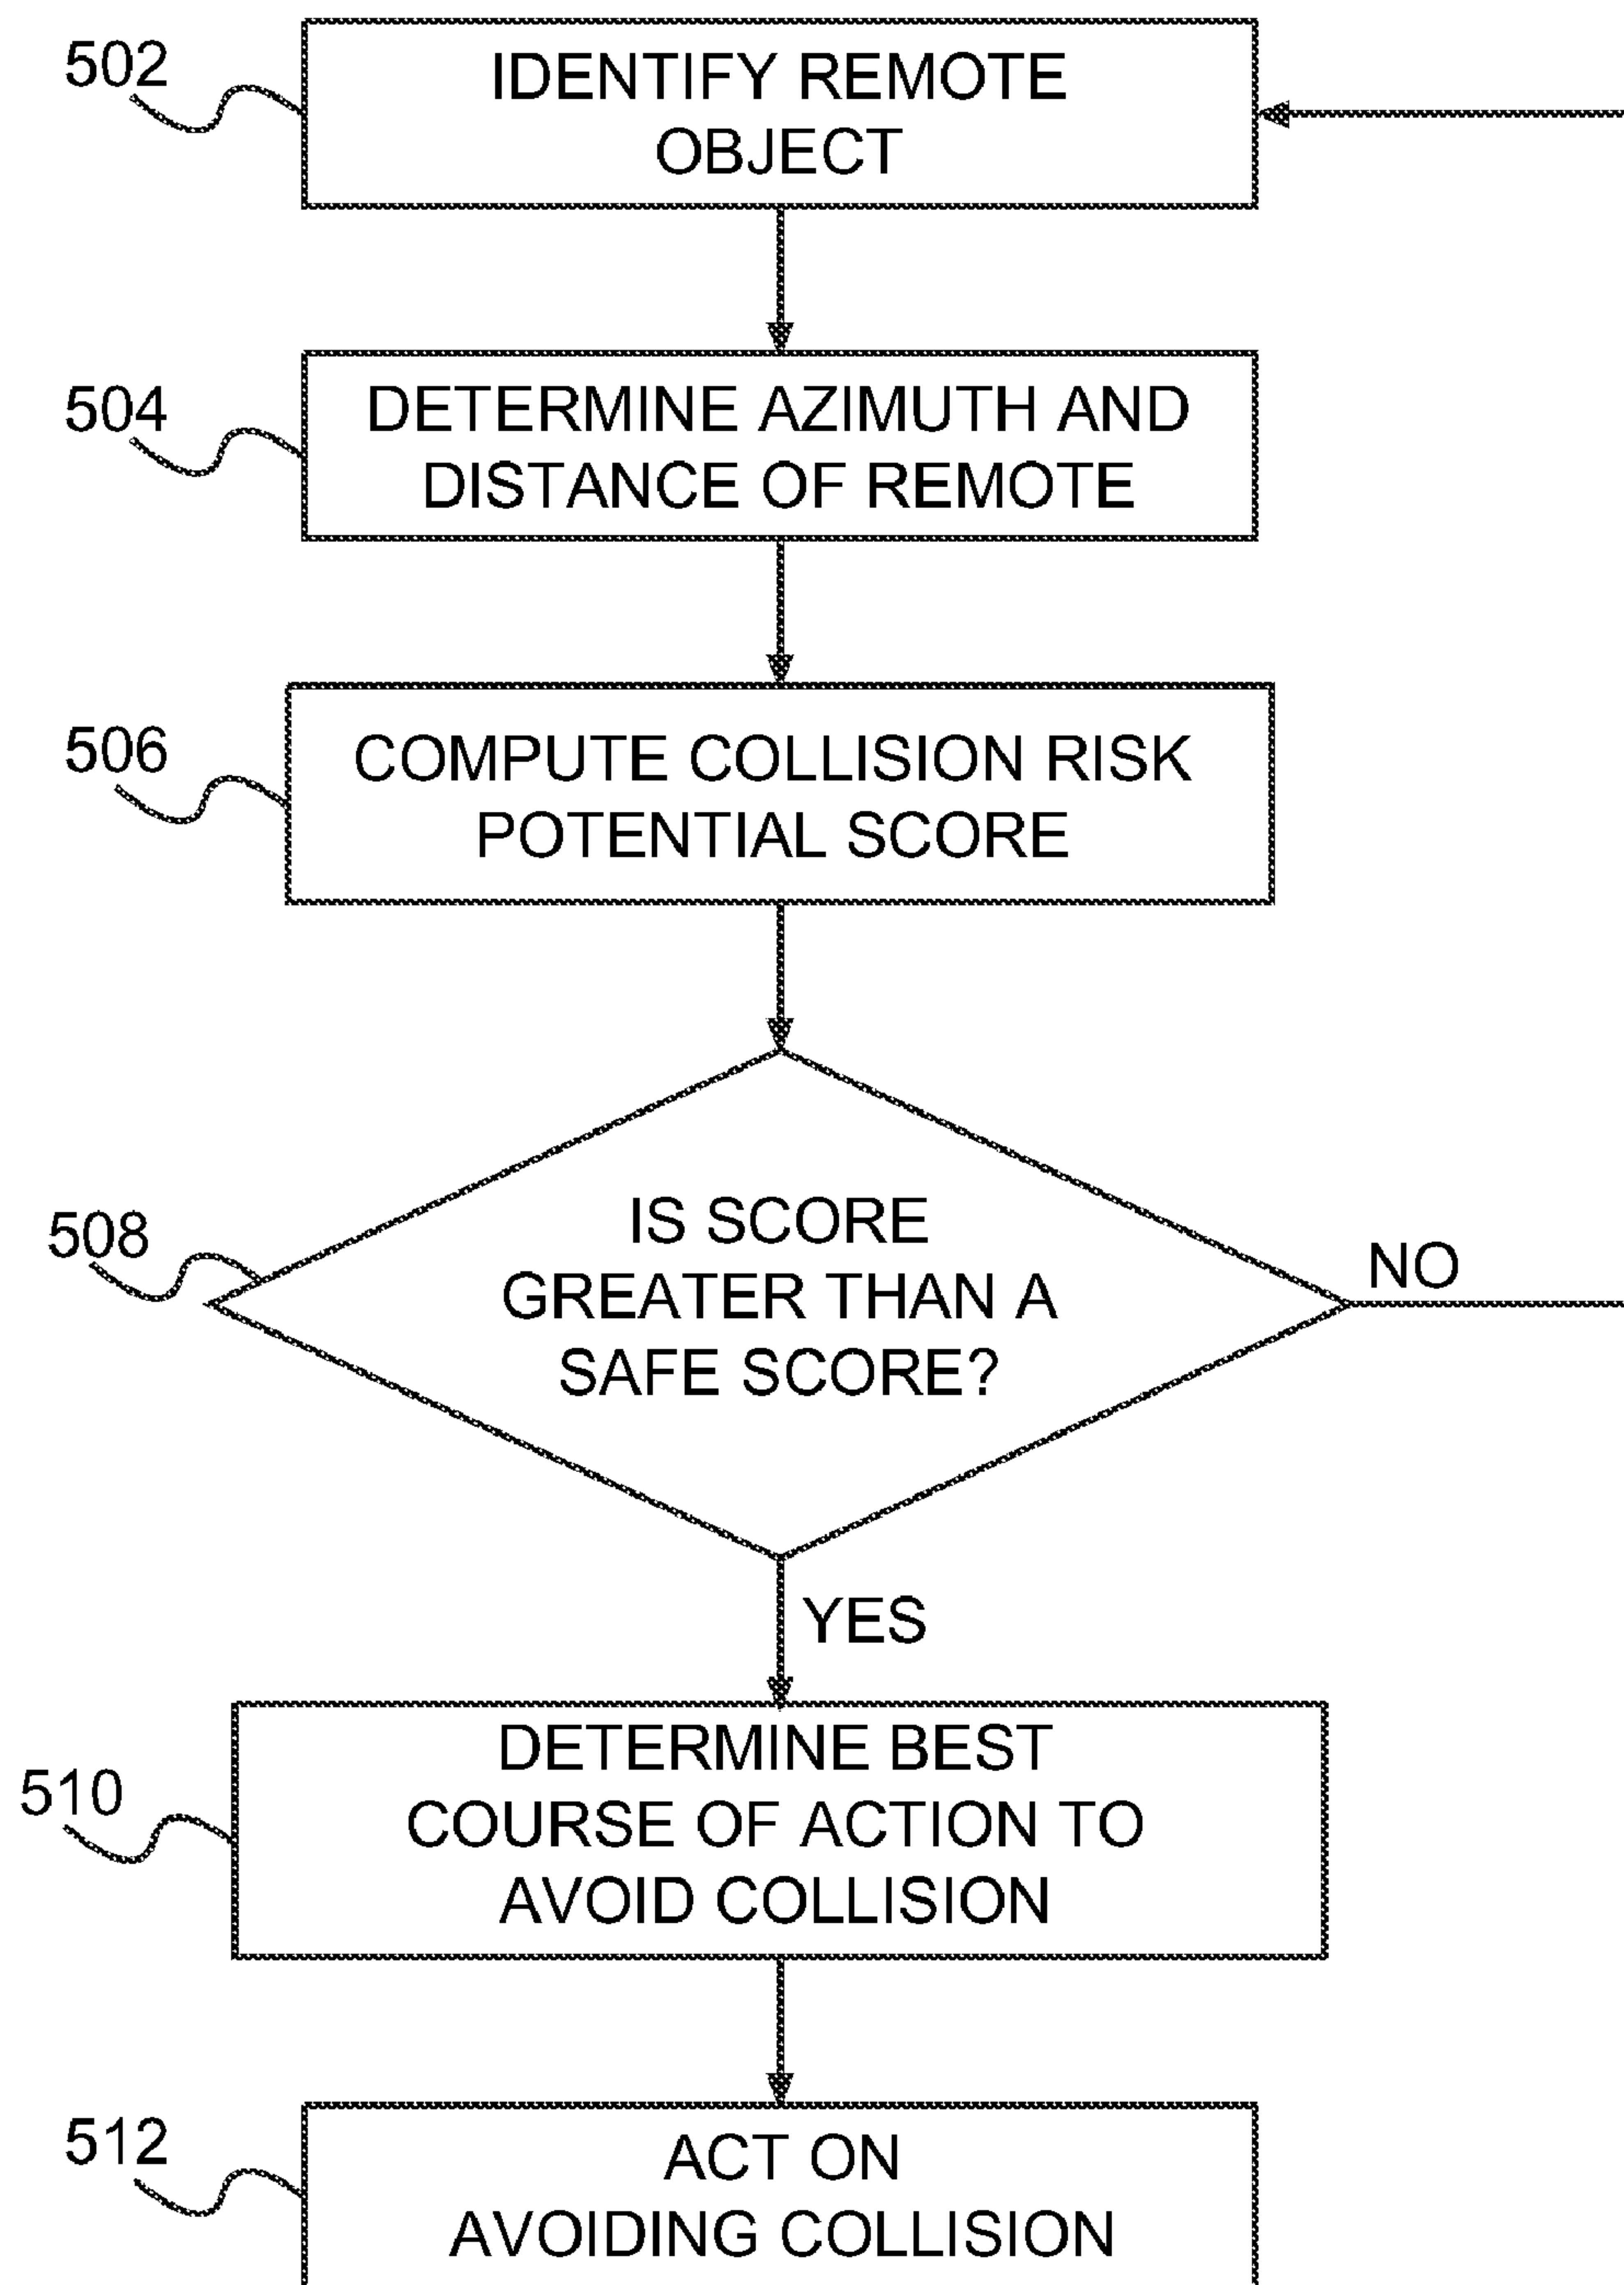 502
IDENTIFY REMOTE
OBJECT
504
DETERMINE AZIMUTH AND
DISTANCE OF REMOTE
506
COMPUTE COLLISION RISK
POTENTIAL SCORE
508
IS SCORE
GREATER THAN A
SAFE SCORE?
NO
YES
510
DETERMINE BEST
COURSE OF ACTION TO
AVOID COLLISION
512
ACT ON
AVOIDING COLLISION